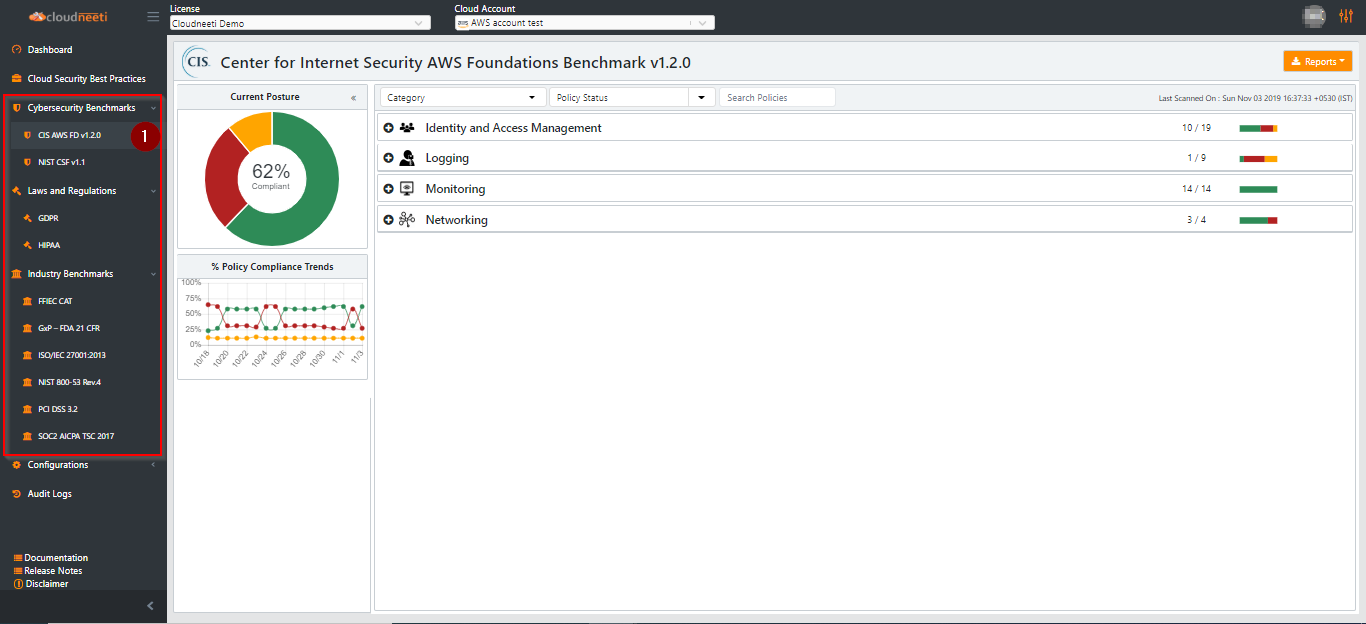 cloudneeti
License
Cloudneeti Demo
Cloud Account
aws AWS account test
Dashboard
Cloud Security Best Practices
Cybersecurity Benchmarks
CIS AWS FD v1.2.0
1
NIST CSF v1.1
Laws and Regulations
GDPR
HIPAA
Industry Benchmarks
FFIEC CAT
GxP – FDA 21 CFR
ISO/IEC 27001:2013
NIST 800-53 Rev.4
PCI DSS 3.2
SOC2 AICPA TSC 2017
Configurations
Audit Logs
Documentation
Release Notes
Disclaimer
CIS. Center for Internet Security AWS Foundations Benchmark v1.2.0
Reports
Current Posture «
62%
Compliant
% Policy Compliance Trends
100%
75%
50%
25%
0%
10/18 10/20 10/22 10/24 10/26 10/28 10/30 11/1 11/3
Category Policy Status Search Policies
Last Scanned On : Sun Nov 03 2019 16:37:33 +0530 (IST)
Identity and Access Management 10 / 19
Logging 1 / 9
Monitoring 14 / 14
Networking 3 / 4